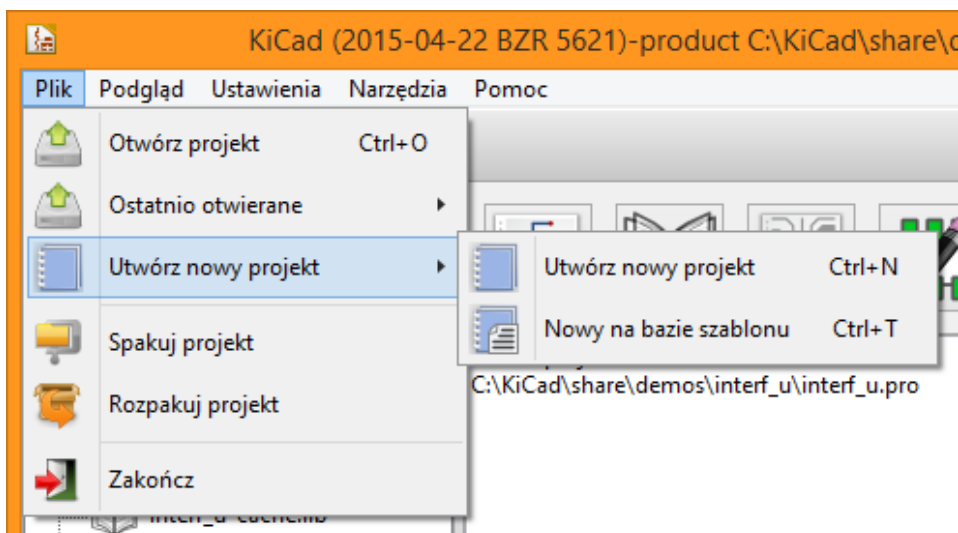 KiCad (2015-04-22 BZR 5621)-product C:\KiCad\share\
Plik Podgląd Ustawienia Narzędzia Pomoc
Otwórz projekt Ctrl+O
Ostatnio otwierane
Utwórz nowy projekt
Utwórz nowy projekt Ctrl+N
Nowy na bazie szablonu Ctrl+T
Spakuj projekt
C:\KiCad\share\demos\interf_u\interf_u.pro
Rozpakuj projekt
Zakończ